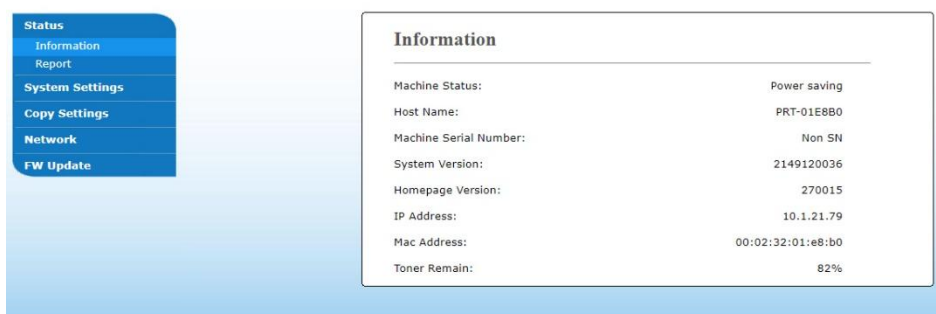 Status
Information
Report
System Settings
Copy Settings
Network
FW Update
Information
Machine Status: Power saving
Host Name: PRT-01E8B0
Machine Serial Number: Non SN
System Version: 2149120036
Homepage Version: 270015
IP Address: 10.1.21.79
Mac Address: 00:02:32:01:e8:b0
Toner Remain: 82%